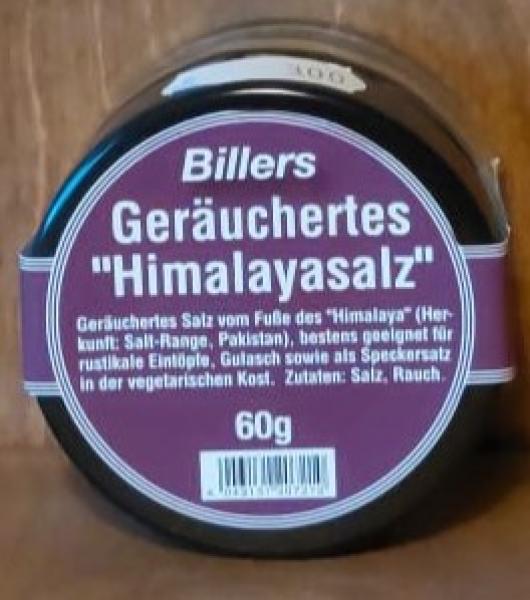 Billers
Geräuchertes
"Himalayasalz"
Geräuchertes Salz vom Fuße des "Himalaya" (Her-
kunft: Salt-Range, Pakistan), bestens geeignet für
rustikale Eintöpfe, Gulasch sowie als Speckersatz
in der vegetarischen Kost. Zutaten: Salz, Rauch.
60g